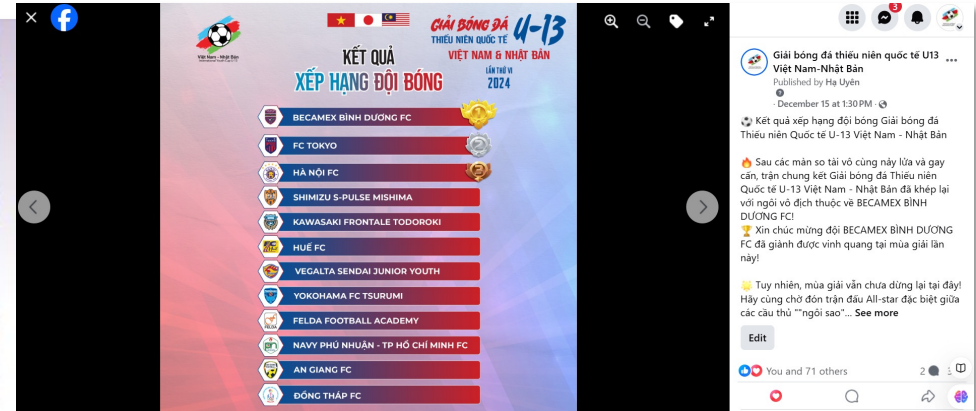 GIẢI BÓNG ĐÁ
U-13
THIẾU NIÊN QUỐC TẾ
VIỆT NAM & NHẬT BẢN
LẦN THỨ VI
2024
Việt Nam - Nhật Bản
KẾT QUẢ
XẾP HẠNG ĐỘI BÓNG
BECAMEX BÌNH DƯƠNG FC
1
FC TOKYO
2
HÀ NỘI FC
3
SHIMIZU S-PULSE MISHIMA
KAWASAKI FRONTALE TODOROKI
HUẾ FC
VEGALTA SENDAI JUNIOR YOUTH
YOKOHAMA FC TSURUMI
FELDA FOOTBALL ACADEMY
NAVY PHÚ NHUẬN - TP HỒ CHÍ MINH FC
AN GIANG FC
ĐỒNG THÁP FC
3
Giải bóng đá thiếu niên quốc tế U13
Việt Nam-Nhật Bản
Published by Hạ Uyên
· December 15 at 1:30 PM ·
Kết quả xếp hạng đội bóng Giải bóng đá
Thiếu niên Quốc tế U-13 Việt Nam - Nhật Bản
🔥 Sau các màn so tài vô cùng nảy lửa và gay
cấn, trận chung kết Giải bóng đá Thiếu niên
Quốc tế U-13 Việt Nam - Nhật Bản đã khép lại
với ngôi vô địch thuộc về BECAMEX BÌNH
DƯƠNG FC!
🏆 Xin chúc mừng đội BECAMEX BÌNH DƯƠNG
FC đã giành được vinh quang tại mùa giải lần
này!
🌟 Tuy nhiên, mùa giải vẫn chưa dừng lại tại đây!
Hãy cùng chờ đón trận đấu All-star đặc biệt giữa
các cầu thủ ""ngôi sao"... See more
Edit
You and 71 others
2